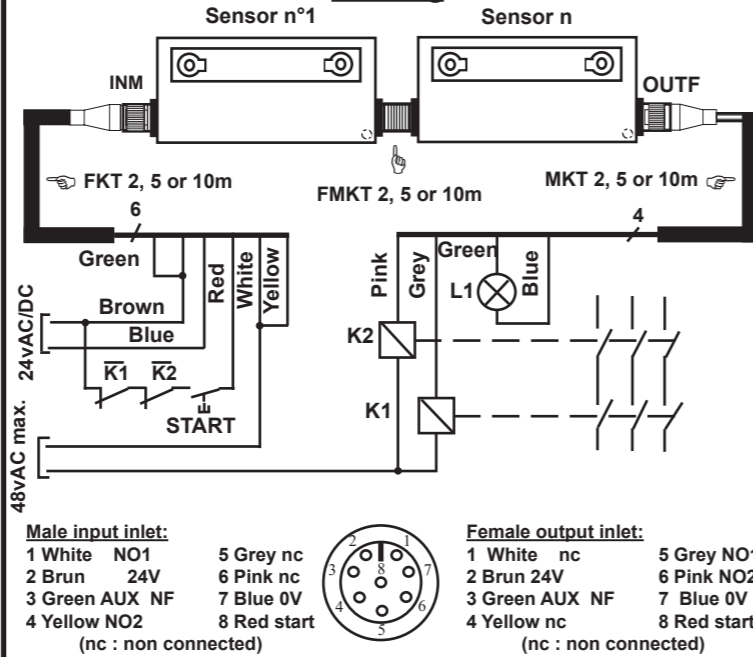 Sensor n°1
Sensor n
INM
OUTF
FKT 2, 5 or 10m
FMKT 2, 5 or 10m
MKT 2, 5 or 10m
6
4
Green
Red
White
Yellow
Brown
Blue
24vAC/DC
K1
K2
START
48vAC max.
Pink
Grey
Green
Blue
L1
K2
K1
Male input inlet:
1 White NO1
2 Brun 24V
3 Green AUX NF
4 Yellow NO2
5 Grey nc
6 Pink nc
7 Blue 0V
8 Red start
(nc : non connected)
2
1
3
8
7
4
6
5
Female output inlet:
1 White nc
2 Brun 24V
3 Green AUX NF
4 Yellow nc
5 Grey NO1
6 Pink NO2
7 Blue 0V
8 Red start
(nc : non connected)